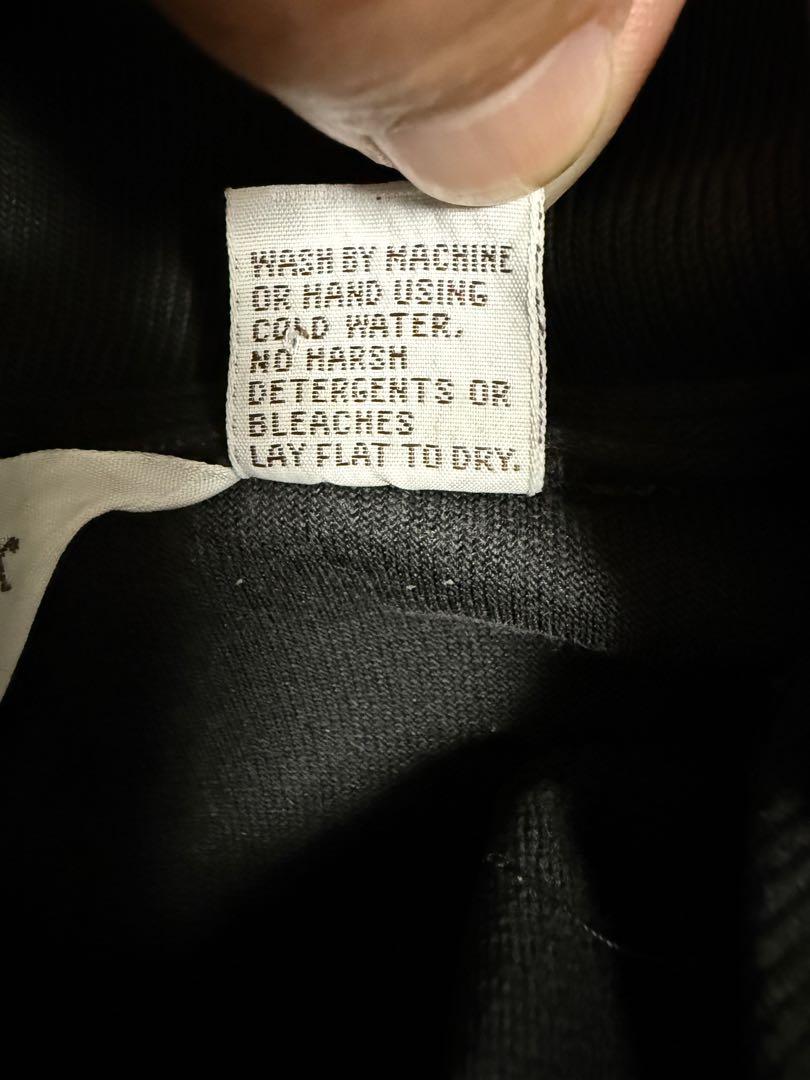 WASH BY MACHINE
OR HAND USING
COLD WATER.
NO HARSH
DETERGENTS OR
BLEACHES
LAY FLAT TO DRY.